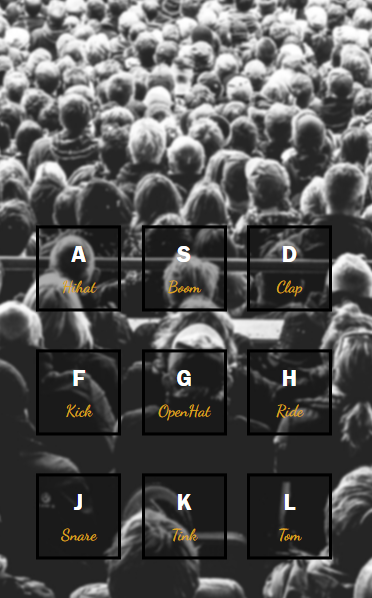 A S D
Hihat Boom Clap
F G H
Kick OpenHat Ride
J K L
Snare Tink Tom